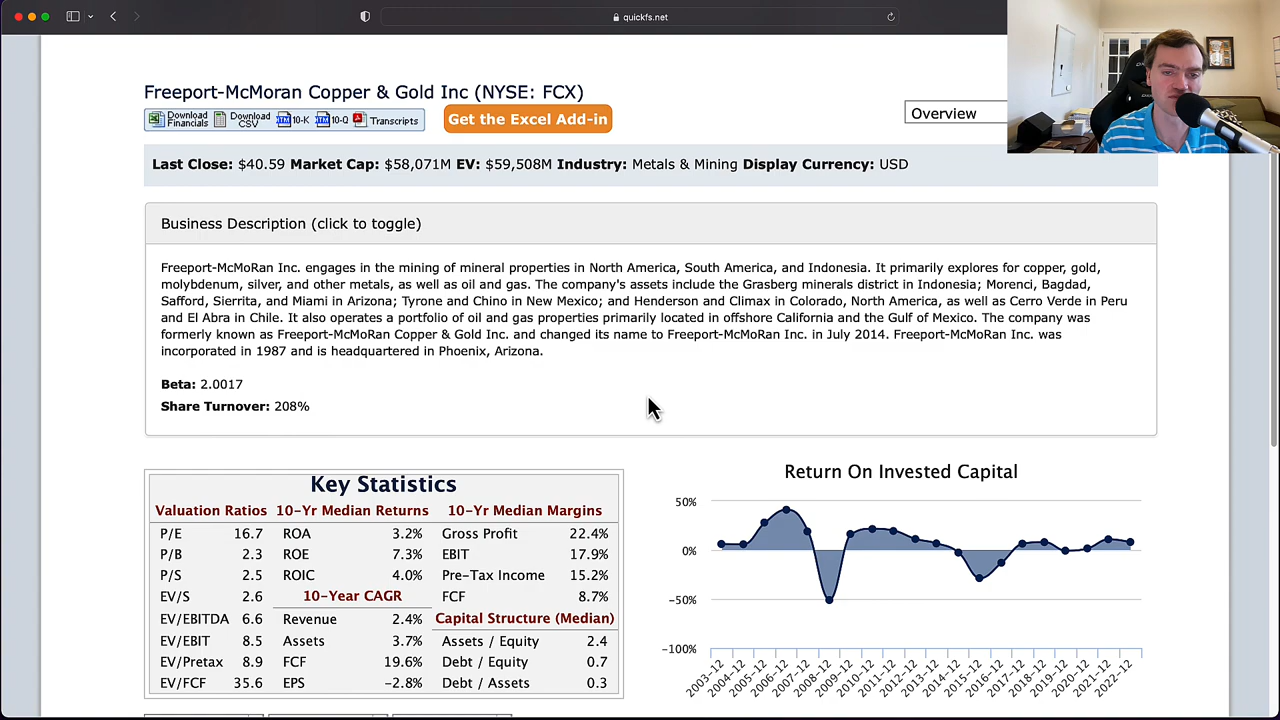 quickfs.net
Freeport-McMoran Copper & Gold Inc (NYSE: FCX)
Download Financials
Download CSV
10-K
10-Q
Transcripts
Get the Excel Add-in
Overview
Last Close: $40.59 Market Cap: $58,071M EV: $59,508M Industry: Metals & Mining Display Currency: USD
Business Description (click to toggle)
Freeport-McMoRan Inc. engages in the mining of mineral properties in North America, South America, and Indonesia. It primarily explores for copper, gold,
molybdenum, silver, and other metals, as well as oil and gas. The company's assets include the Grasberg minerals district in Indonesia; Morenci, Bagdad,
Safford, Sierrita, and Miami in Arizona; Tyrone and Chino in New Mexico; and Henderson and Climax in Colorado, North America, as well as Cerro Verde in Peru
and El Abra in Chile. It also operates a portfolio of oil and gas properties primarily located in offshore California and the Gulf of Mexico. The company was
formerly known as Freeport-McMoRan Copper & Gold Inc. and changed its name to Freeport-McMoRan Inc. in July 2014. Freeport-McMoRan Inc. was
incorporated in 1987 and is headquartered in Phoenix, Arizona.
Beta: 2.0017
Share Turnover: 208%
Key Statistics
Valuation Ratios 10-Yr Median Returns 10-Yr Median Margins
P/E 16.7 ROA 3.2% Gross Profit 22.4%
P/B 2.3 ROE 7.3% EBIT 17.9%
P/S 2.5 ROIC 4.0% Pre-Tax Income 15.2%
EV/S 2.6 10-Year CAGR FCF 8.7%
EV/EBITDA 6.6 Revenue 2.4% Capital Structure (Median)
EV/EBIT 8.5 Assets 3.7% Assets / Equity 2.4
EV/Pretax 8.9 FCF 19.6% Debt / Equity 0.7
EV/FCF 35.6 EPS -2.8% Debt / Assets 0.3
Return On Invested Capital
50%
0%
-50%
-100%
2003-12 2004-12 2005-12 2006-12 2007-12 2008-12 2009-12 2010-12 2011-12 2012-12 2013-12 2014-12 2015-12 2016-12 2017-12 2018-12 2019-12 2020-12 2021-12 2022-12